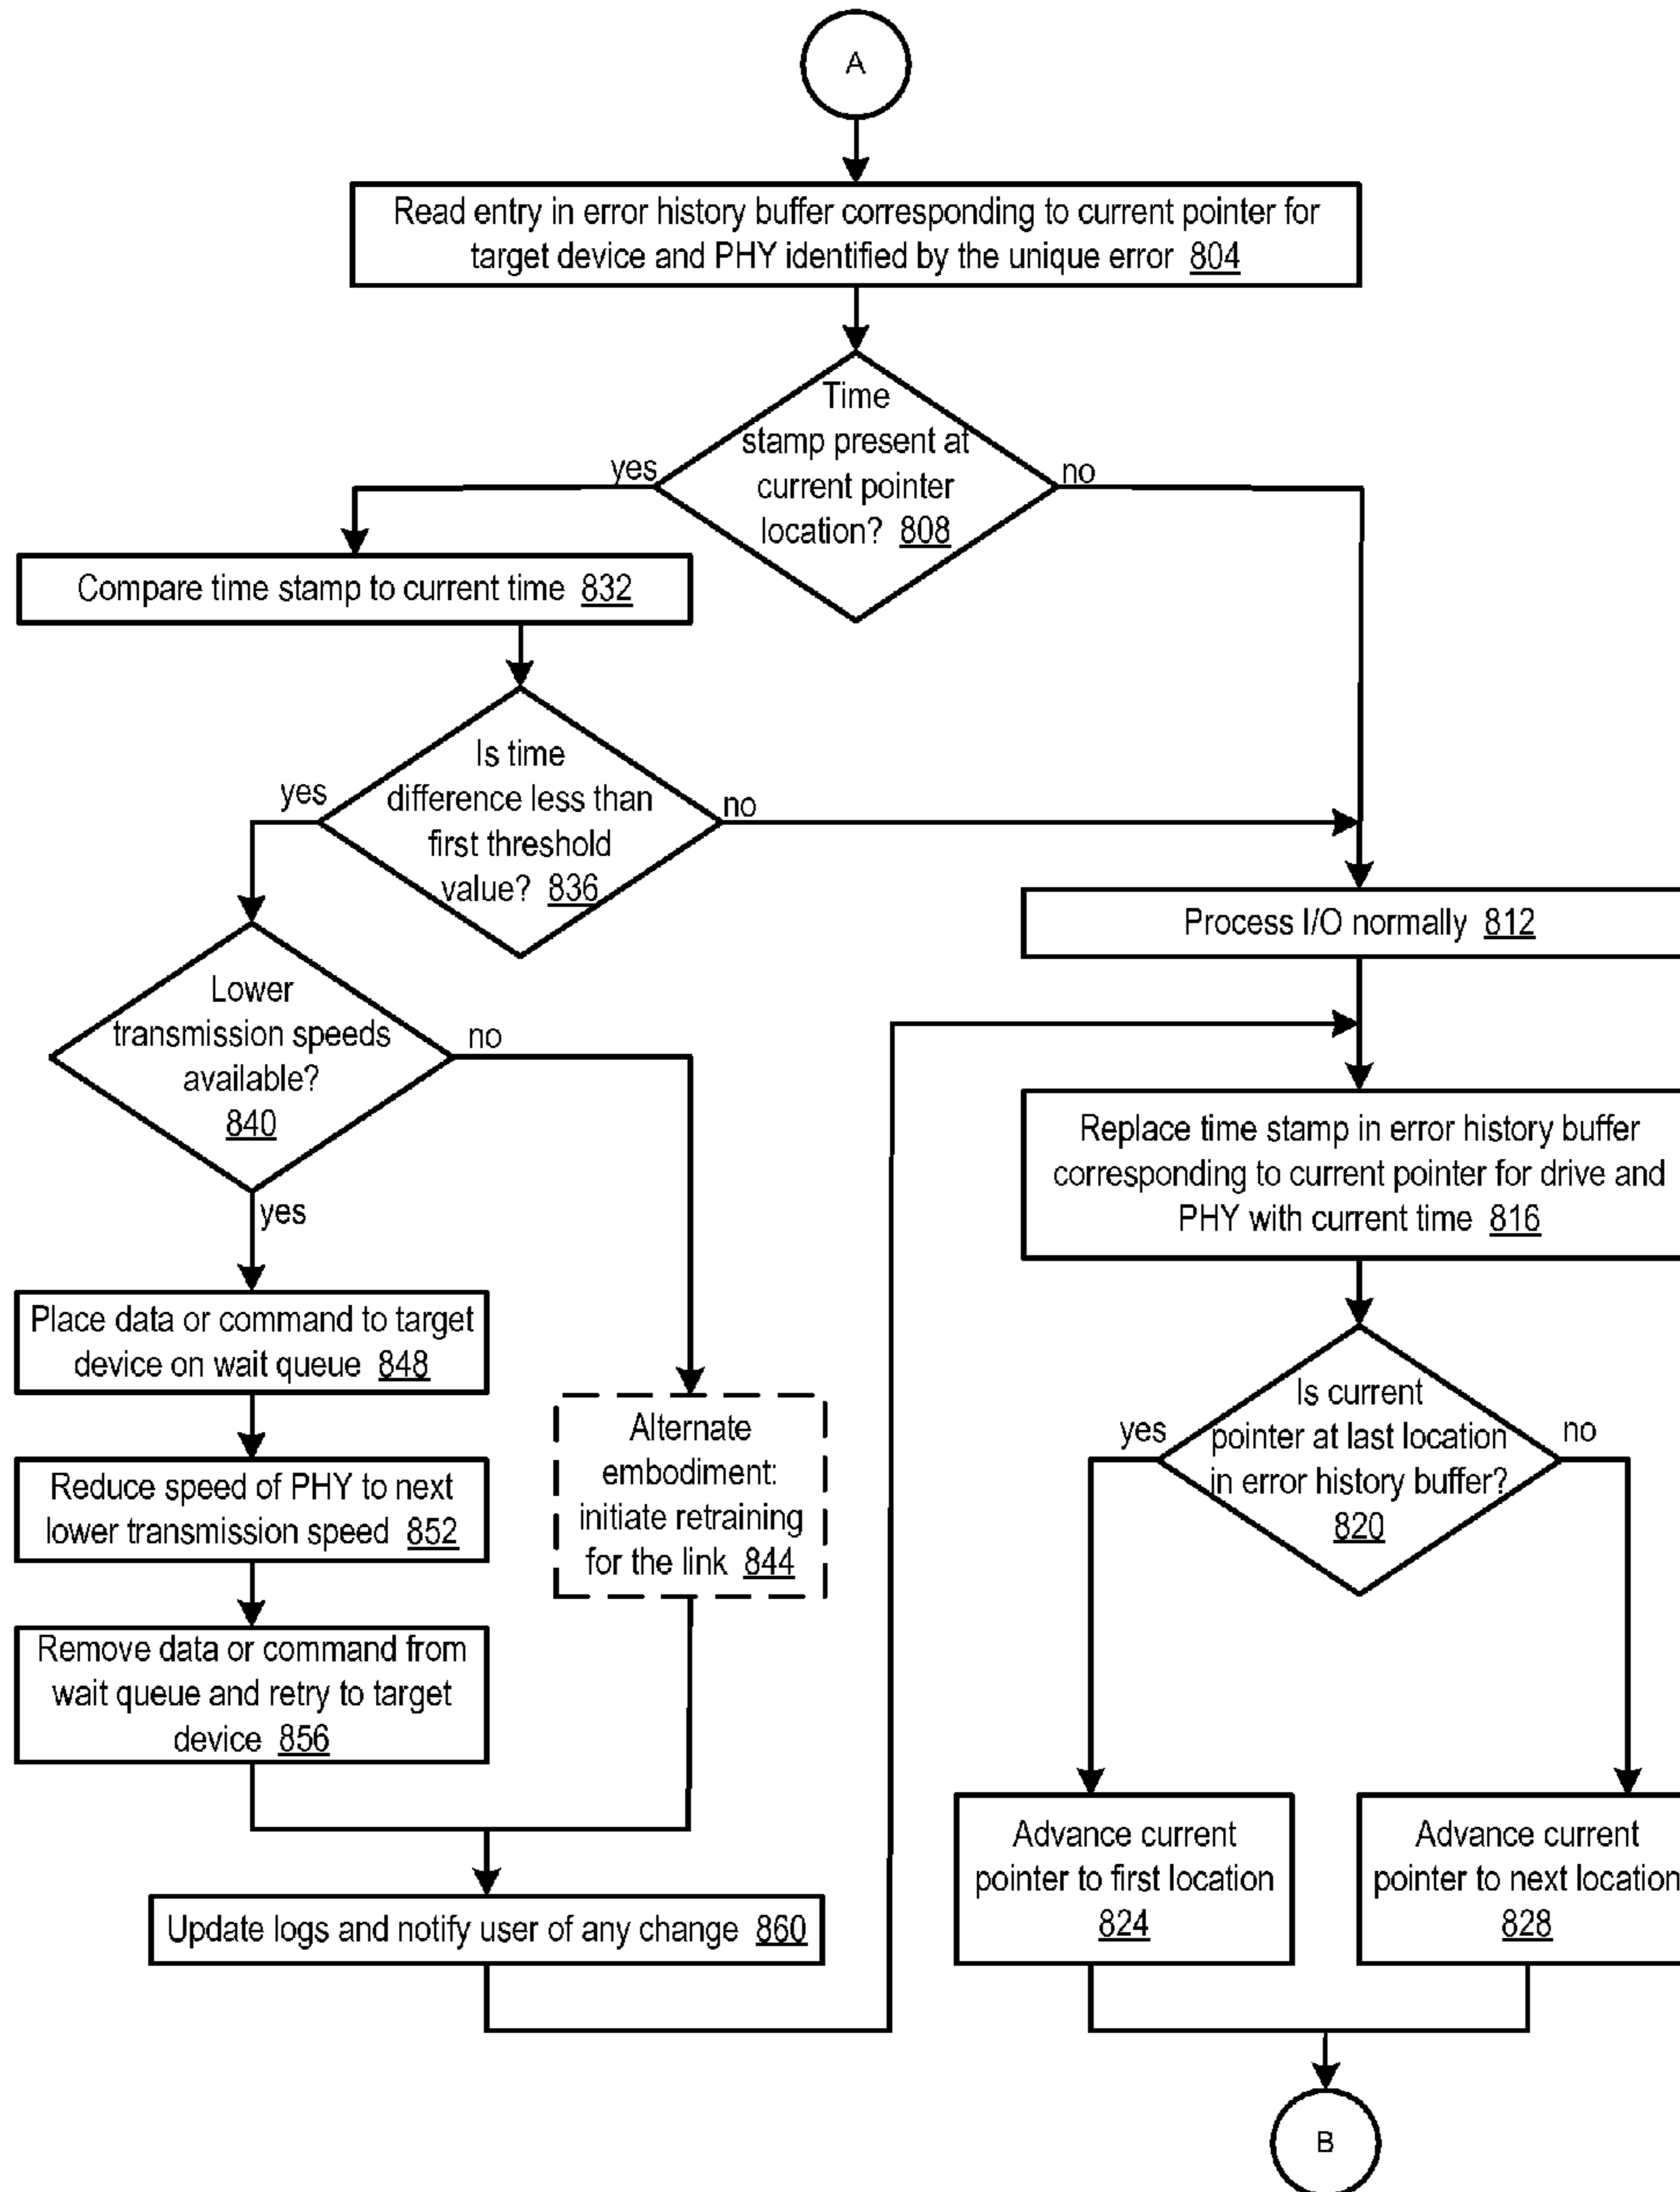 A
Read entry in error history buffer corresponding to current pointer for
target device and PHY identified by the unique error 804
Time
stamp present at
current pointer
location? 808
yes
no
Compare time stamp to current time 832
Is time
difference less than
first threshold
value? 836
yes
no
Process I/O normally 812
Lower
transmission speeds
available?
840
no
yes
Replace time stamp in error history buffer
corresponding to current pointer for drive and
PHY with current time 816
Place data or command to target
device on wait queue 848
Is current
pointer at last location
in error history buffer?
820
yes
no
Alternate
embodiment:
initiate retraining
for the link 844
Reduce speed of PHY to next
lower transmission speed 852
Remove data or command from
wait queue and retry to target
device 856
Advance current
pointer to first location
824
Advance current
pointer to next location
828
Update logs and notify user of any change 860
B